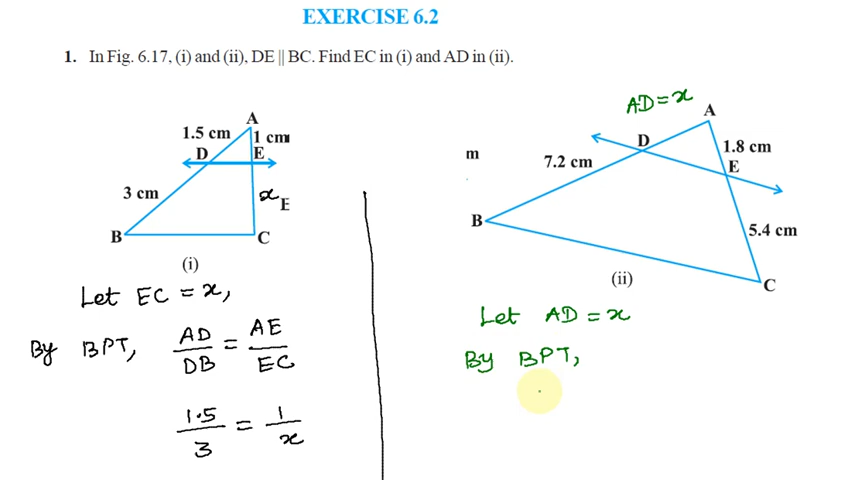 EXERCISE 6.2
1. In Fig. 6.17, (i) and (ii), DE || BC. Find EC in (i) and AD in (ii).
A
1.5 cm
1 cm
D
E
3 cm
x
E
B
C
(i)
Let EC = x,
By BPT, AD/DB = AE/EC
1.5/3 = 1/x
AD = x
A
D
1.8 cm
m
7.2 cm
E
B
5.4 cm
(ii)
C
Let AD = x
By BPT,